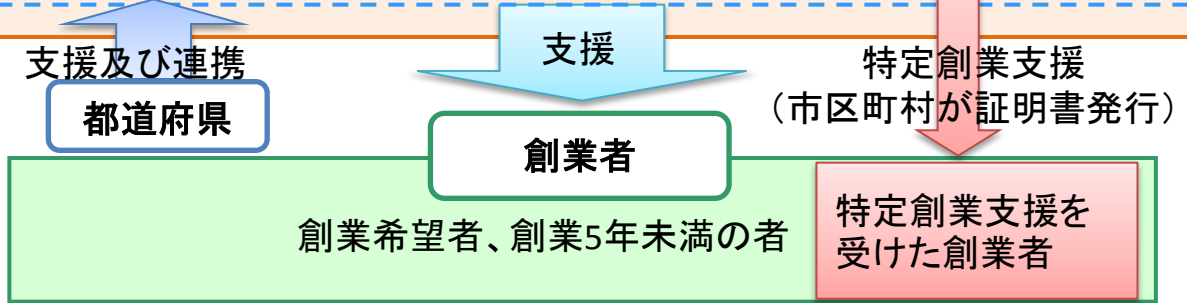 支援及び連携
都道府県
支援
特定創業支援
（市区町村が証明書発行）
創業者
創業希望者、創業5年未満の者
特定創業支援を
受けた創業者